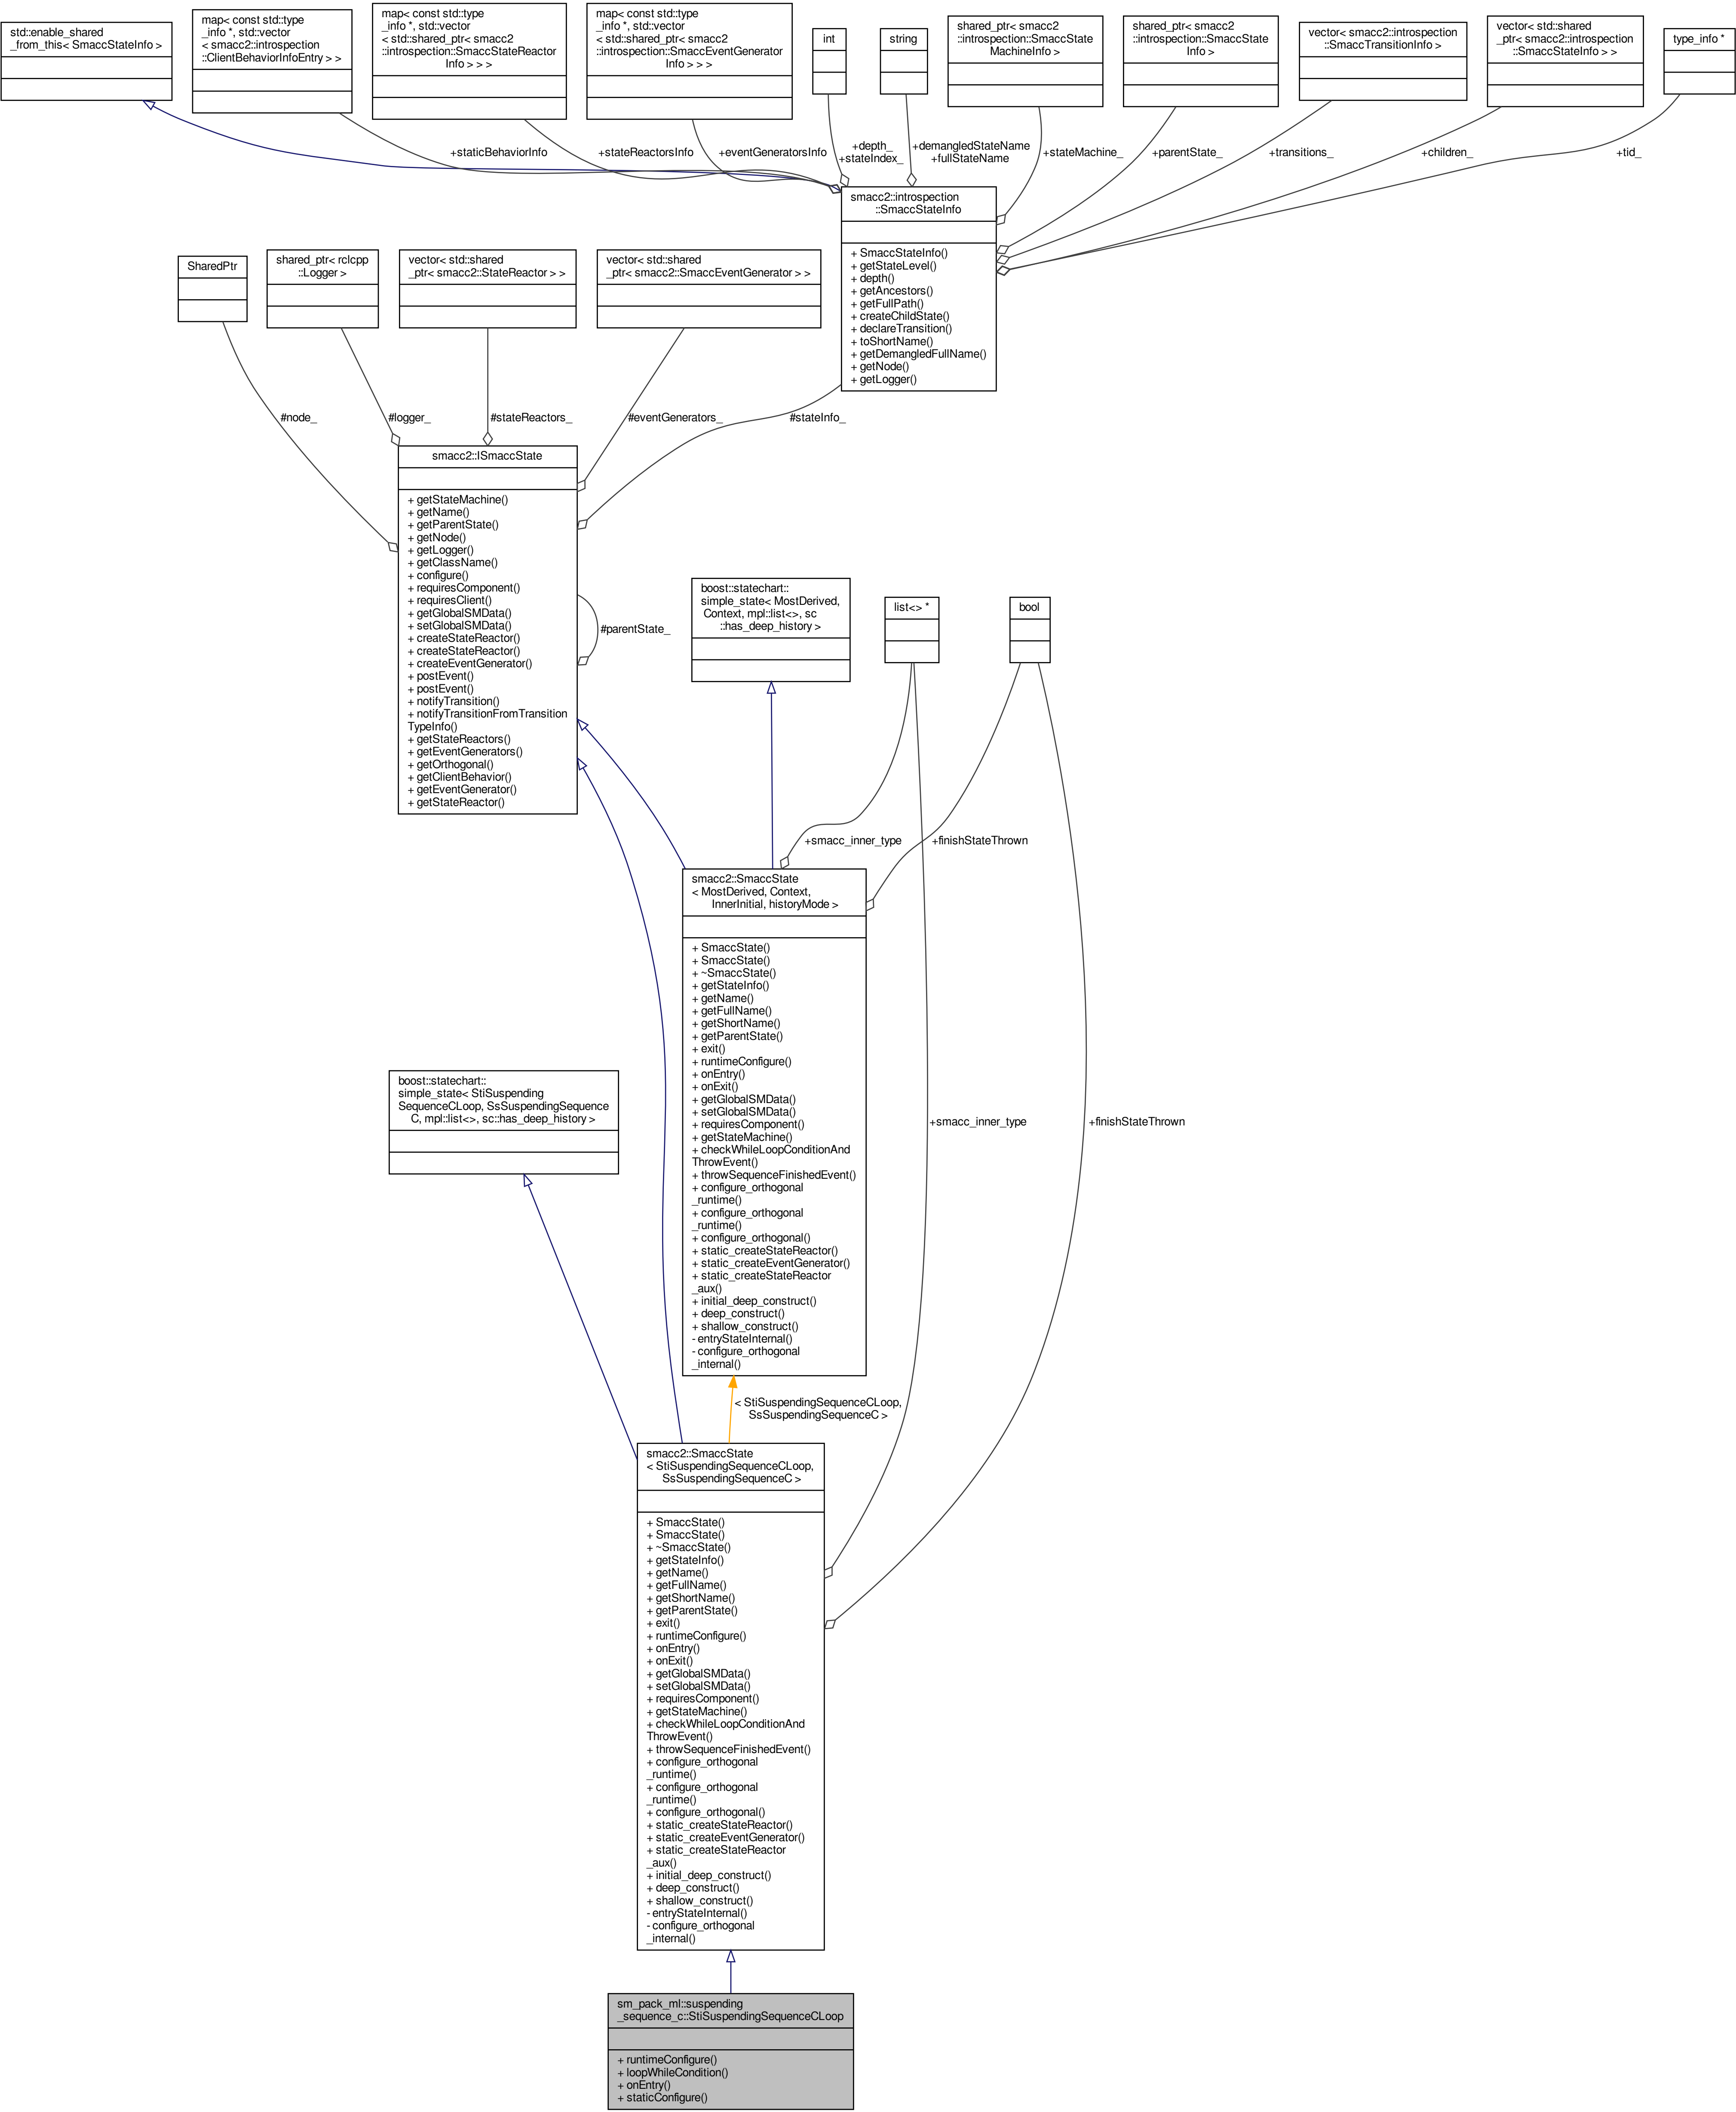 std::enable_shared
_from_this< SmaccStateInfo >
map< const std::type
_info *, std::vector
< smacc2::introspection
::ClientBehaviorInfoEntry > >
map< const std::type
_info *, std::vector
< std::shared_ptr< smacc2
::introspection::SmaccStateReactor
Info > > >
map< const std::type
_info *, std::vector
< std::shared_ptr< smacc2
::introspection::SmaccEventGenerator
Info > > >
int
string
shared_ptr< smacc2
::introspection::SmaccState
MachineInfo >
shared_ptr< smacc2
::introspection::SmaccState
Info >
vector< smacc2::introspection
::SmaccTransitionInfo >
vector< std::shared
_ptr< smacc2::introspection
::SmaccStateInfo > >
type_info *
+staticBehaviorInfo
+stateReactorsInfo
+eventGeneratorsInfo
+depth_
+stateIndex_
+demangledStateName
+fullStateName
+stateMachine_
+parentState_
+transitions_
+children_
+tid_
smacc2::introspection
::SmaccStateInfo
+ SmaccStateInfo()
+ getStateLevel()
+ depth()
+ getAncestors()
+ getFullPath()
+ createChildState()
+ declareTransition()
+ toShortName()
+ getDemangledFullName()
+ getNode()
+ getLogger()
SharedPtr
shared_ptr< rclcpp
::Logger >
vector< std::shared
_ptr< smacc2::StateReactor > >
vector< std::shared
_ptr< smacc2::SmaccEventGenerator > >
#node_
#logger_
#stateReactors_
#eventGenerators_
#stateInfo_
smacc2::ISmaccState
+ getStateMachine()
+ getName()
+ getParentState()
+ getNode()
+ getLogger()
+ getClassName()
+ configure()
+ requiresComponent()
+ requiresClient()
+ getGlobalSMData()
+ setGlobalSMData()
+ createStateReactor()
+ createStateReactor()
+ createEventGenerator()
+ postEvent()
+ postEvent()
+ notifyTransition()
+ notifyTransitionFromTransition
TypeInfo()
+ getStateReactors()
+ getEventGenerators()
+ getOrthogonal()
+ getClientBehavior()
+ getEventGenerator()
+ getStateReactor()
#parentState_
boost::statechart::
simple_state< MostDerived,
Context, mpl::list<>, sc
::has_deep_history >
list<> *
bool
+smacc_inner_type
+finishStateThrown
smacc2::SmaccState
< MostDerived, Context,
InnerInitial, historyMode >
+ SmaccState()
+ SmaccState()
+ ~SmaccState()
+ getStateInfo()
+ getName()
+ getFullName()
+ getShortName()
+ getParentState()
+ exit()
+ runtimeConfigure()
+ onEntry()
+ onExit()
+ getGlobalSMData()
+ setGlobalSMData()
+ requiresComponent()
+ getStateMachine()
+ checkWhileLoopConditionAnd
ThrowEvent()
+ throwSequenceFinishedEvent()
+ configure_orthogonal
_runtime()
+ configure_orthogonal
_runtime()
+ configure_orthogonal()
+ static_createStateReactor()
+ static_createEventGenerator()
+ static_createStateReactor
_aux()
+ initial_deep_construct()
+ deep_construct()
+ shallow_construct()
- entryStateInternal()
- configure_orthogonal
_internal()
boost::statechart::
simple_state< StiSuspending
SequenceCLoop, SsSuspendingSequence
C, mpl::list<>, sc::has_deep_history >
+smacc_inner_type
+finishStateThrown
< StiSuspendingSequenceCLoop,
SsSuspendingSequenceC >
smacc2::SmaccState
< StiSuspendingSequenceCLoop,
SsSuspendingSequenceC >
+ SmaccState()
+ SmaccState()
+ ~SmaccState()
+ getStateInfo()
+ getName()
+ getFullName()
+ getShortName()
+ getParentState()
+ exit()
+ runtimeConfigure()
+ onEntry()
+ onExit()
+ getGlobalSMData()
+ setGlobalSMData()
+ requiresComponent()
+ getStateMachine()
+ checkWhileLoopConditionAnd
ThrowEvent()
+ throwSequenceFinishedEvent()
+ configure_orthogonal
_runtime()
+ configure_orthogonal
_runtime()
+ configure_orthogonal()
+ static_createStateReactor()
+ static_createEventGenerator()
+ static_createStateReactor
_aux()
+ initial_deep_construct()
+ deep_construct()
+ shallow_construct()
- entryStateInternal()
- configure_orthogonal
_internal()
sm_pack_ml::suspending
_sequence_c::StiSuspendingSequenceCLoop
+ runtimeConfigure()
+ loopWhileCondition()
+ onEntry()
+ staticConfigure()